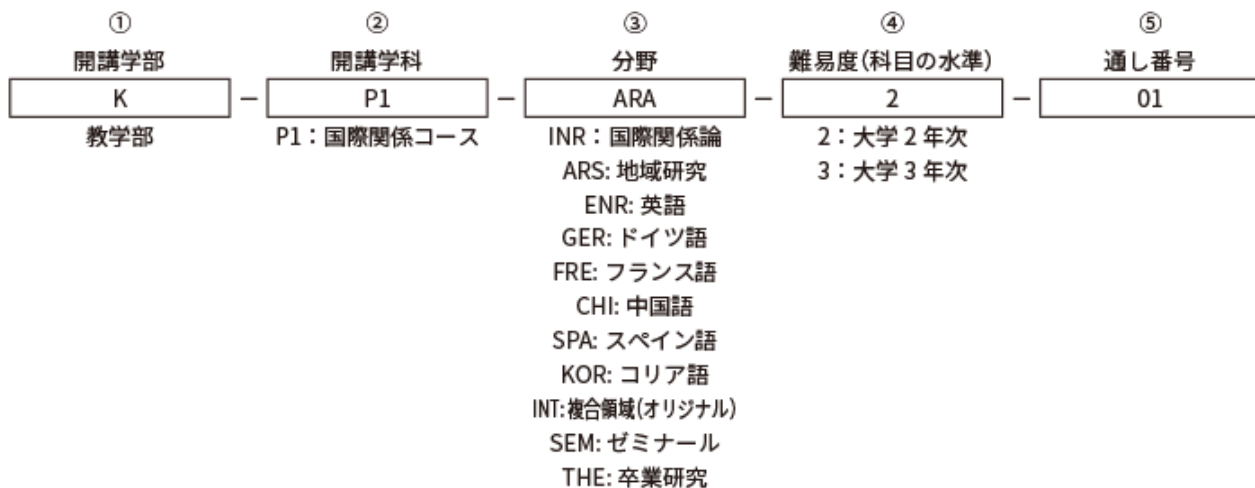 ① ② ③ ④ ⑤
開講学部 開講学科 分野 難易度(科目の水準) 通し番号
K － P1 － ARA － 2 － 01
教学部 P1：国際関係コース INR：国際関係論 2：大学 2 年次
ARS: 地域研究 3：大学 3 年次
ENR: 英語
GER: ドイツ語
FRE: フランス語
CHI: 中国語
SPA: スペイン語
KOR: コリア語
INT:複合領域(オリジナル)
SEM: ゼミナール
THE: 卒業研究